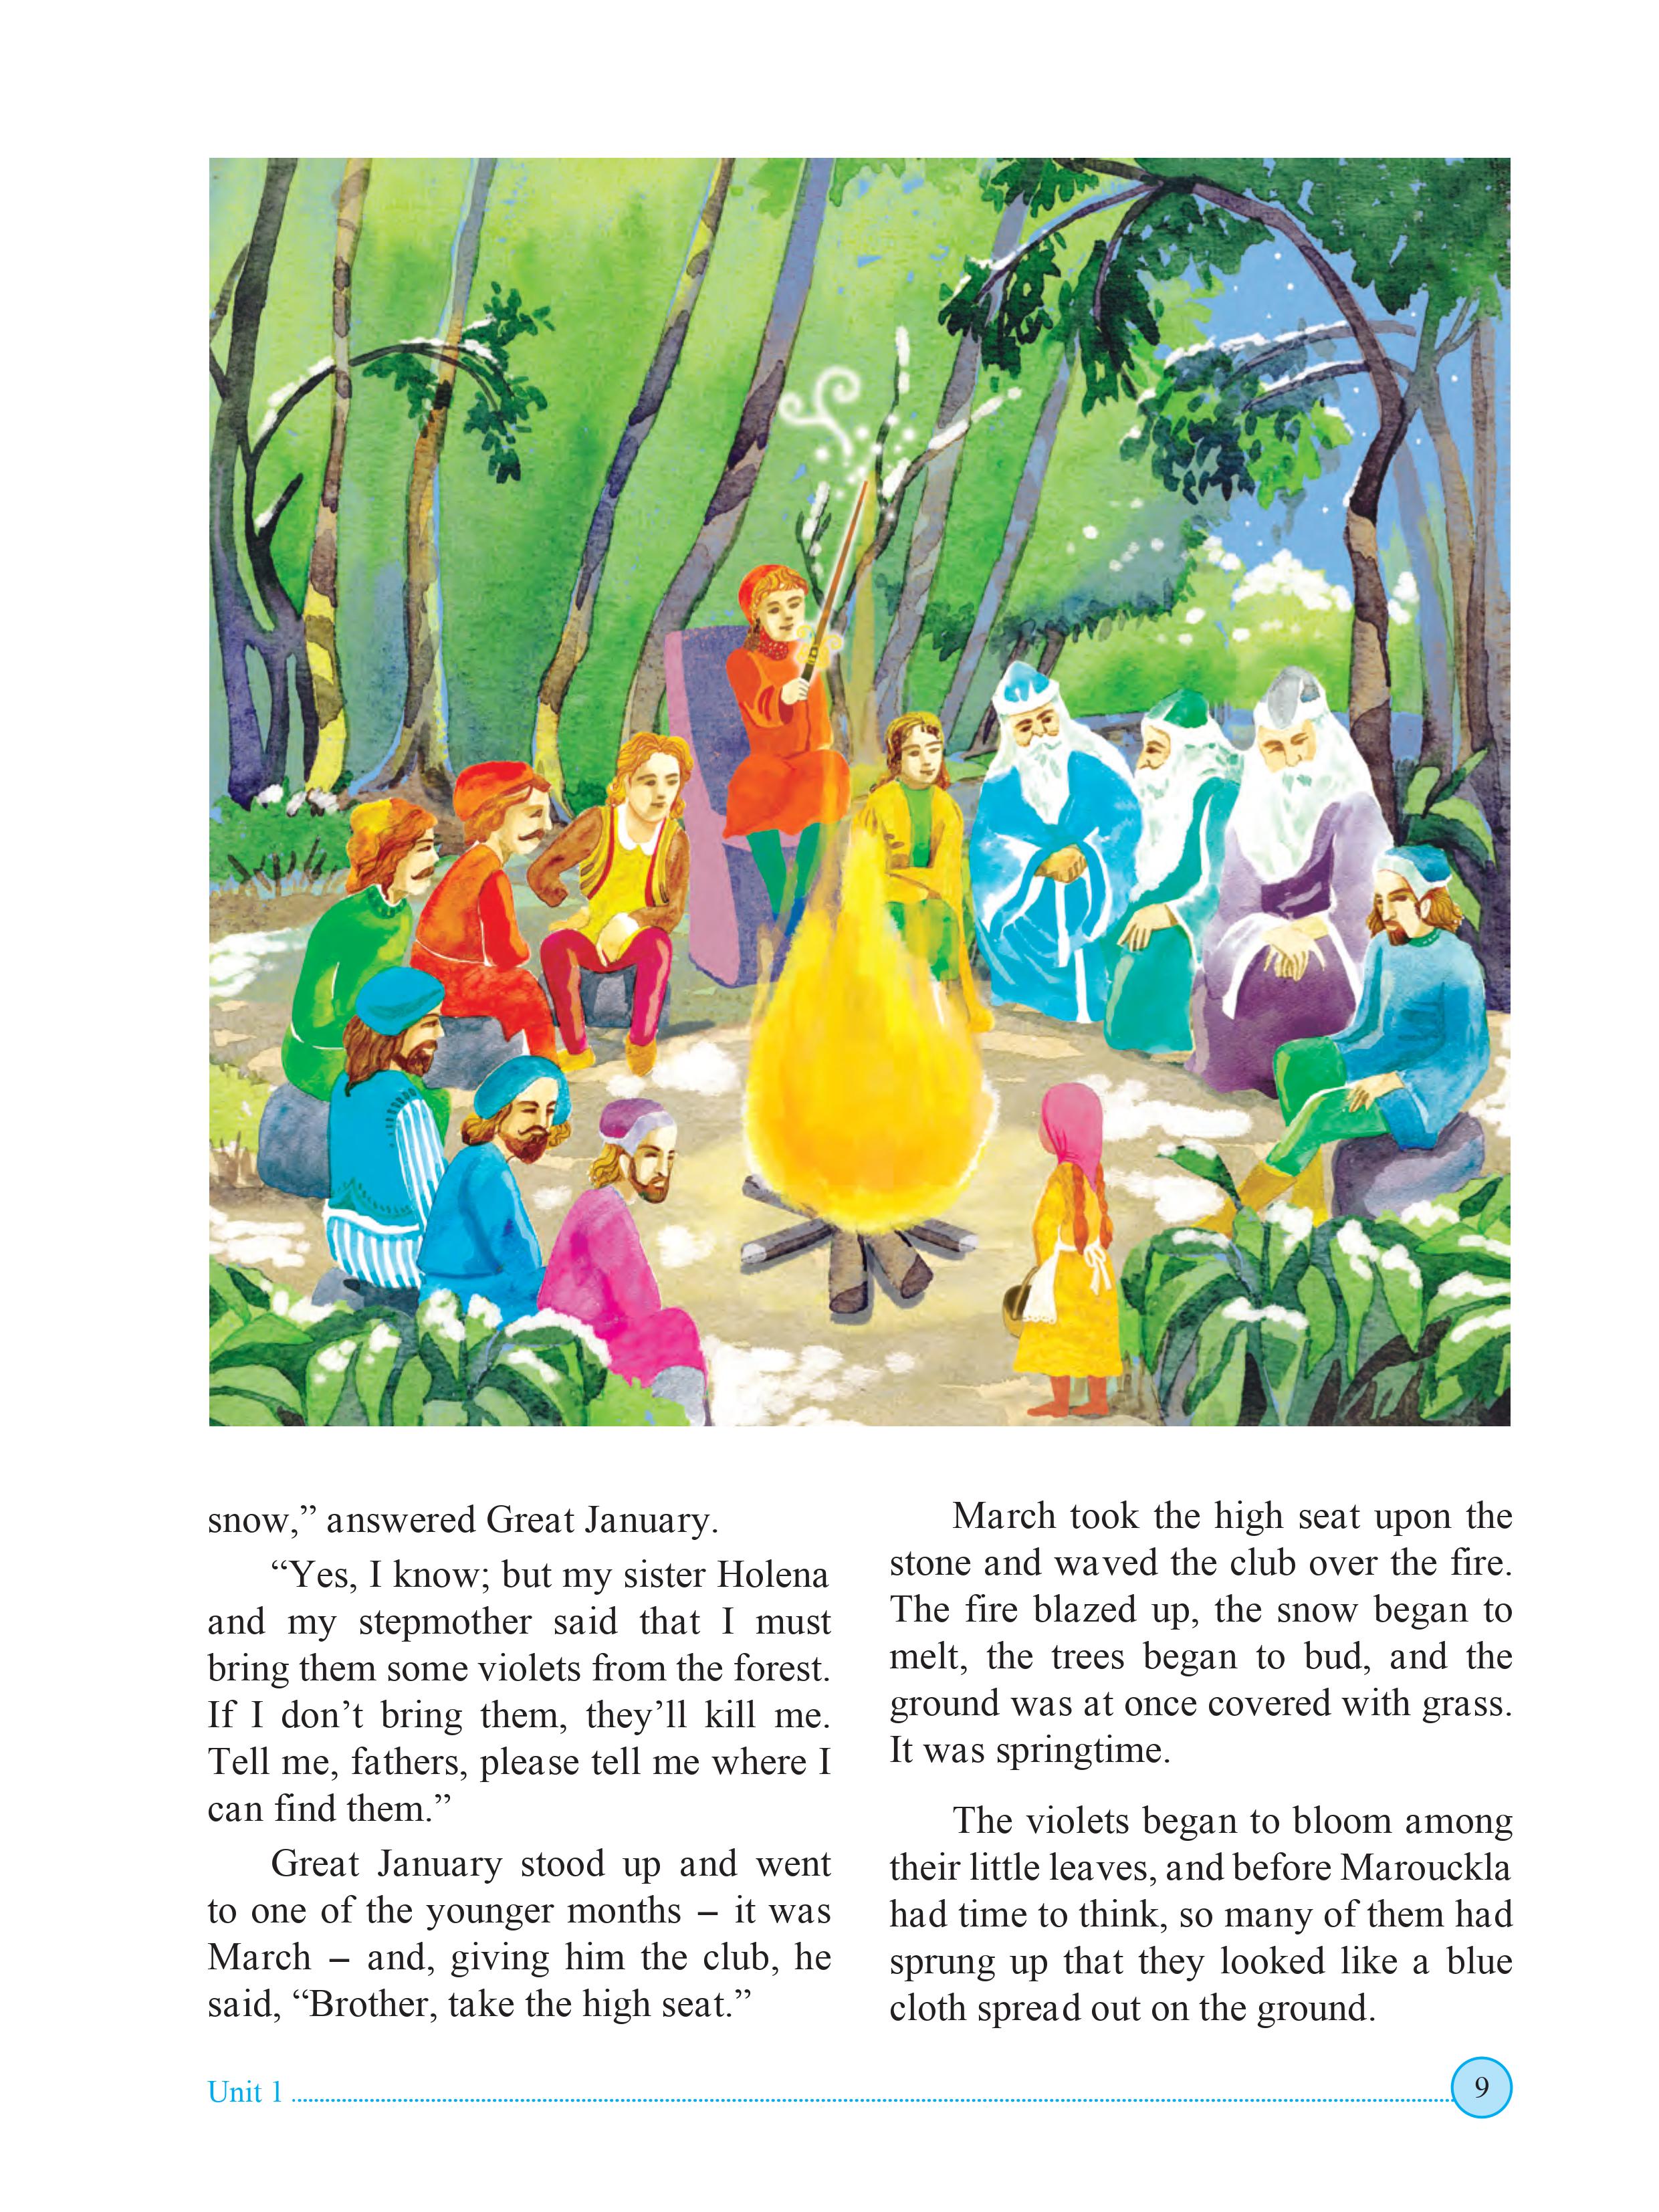 snow,” answered Great January.
“Yes, I know; but my sister Holena
and my stepmother said that I must
bring them some violets from the forest.
If I don’t bring them, they’ll kill me.
Tell me, fathers, please tell me where I
can find them.”
Great January stood up and went
to one of the younger months – it was
March – and, giving him the club, he
said, “Brother, take the high seat.”
March took the high seat upon the
stone and waved the club over the fire.
The fire blazed up, the snow began to
melt, the trees began to bud, and the
ground was at once covered with grass.
It was springtime.
The violets began to bloom among
their little leaves, and before Marouckla
had time to think, so many of them had
sprung up that they looked like a blue
cloth spread out on the ground.
Unit 1
9